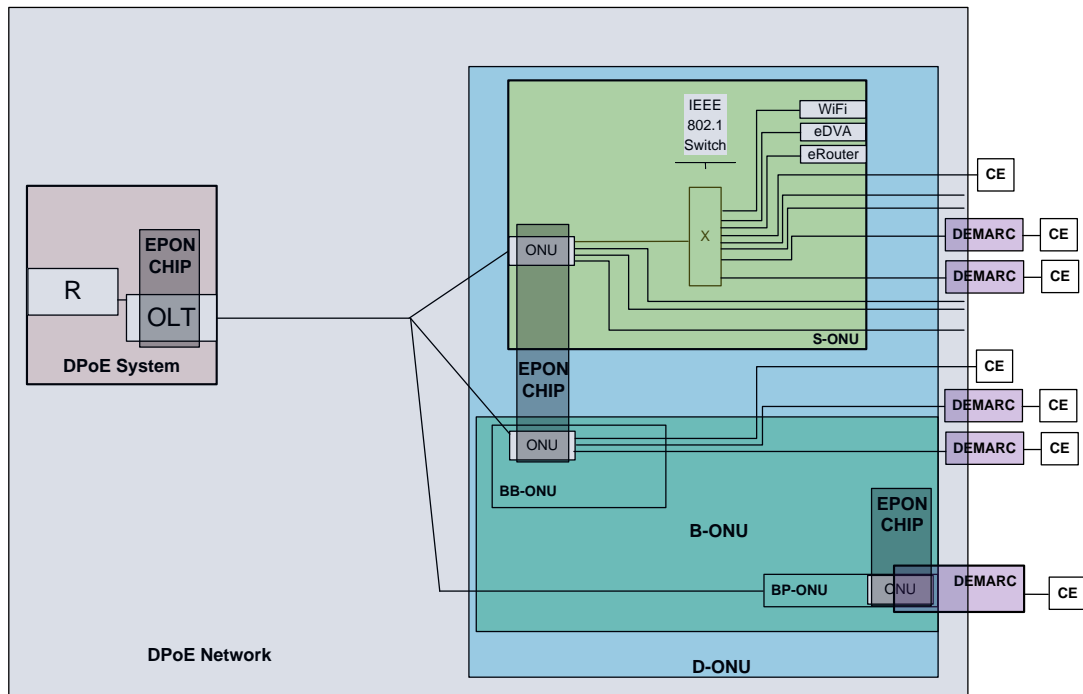 IEEE
802.1
Switch
WiFi
eDVA
eRouter
CE
EPON
CHIP
R
OLT
DPoE System
X
ONU
DEMARC
CE
DEMARC
CE
S-ONU
EPON
CHIP
CE
DEMARC
CE
ONU
DEMARC
CE
BB-ONU
B-ONU
EPON
CHIP
BP-ONU
ONU
DEMARC
CE
DPoE Network
D-ONU